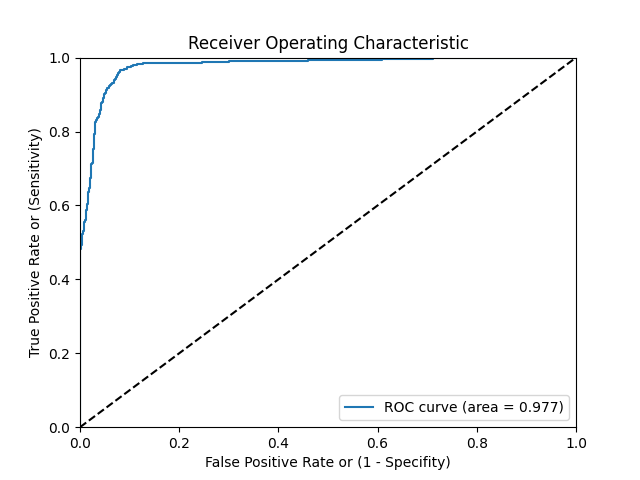 Receiver Operating Characteristic
1.0
0.8
0.6
0.4
0.2
0.0
True Positive Rate or (Sensitivity)
ROC curve (area = 0.977)
0.0 0.2 0.4 0.6 0.8 1.0
False Positive Rate or (1 - Specifity)